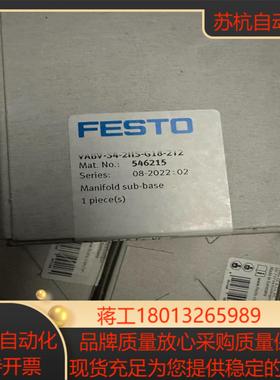 苏杭自动
FESTO
VABV-S4-2HS-G18-2T2
Mat. No.: 546215
Series: 08-2022:02
Manifold sub-base
1 piece(s)
蒋工18013265989
自动化 品牌质量放心采购质量保
开票 现货充足为您提供稳定的